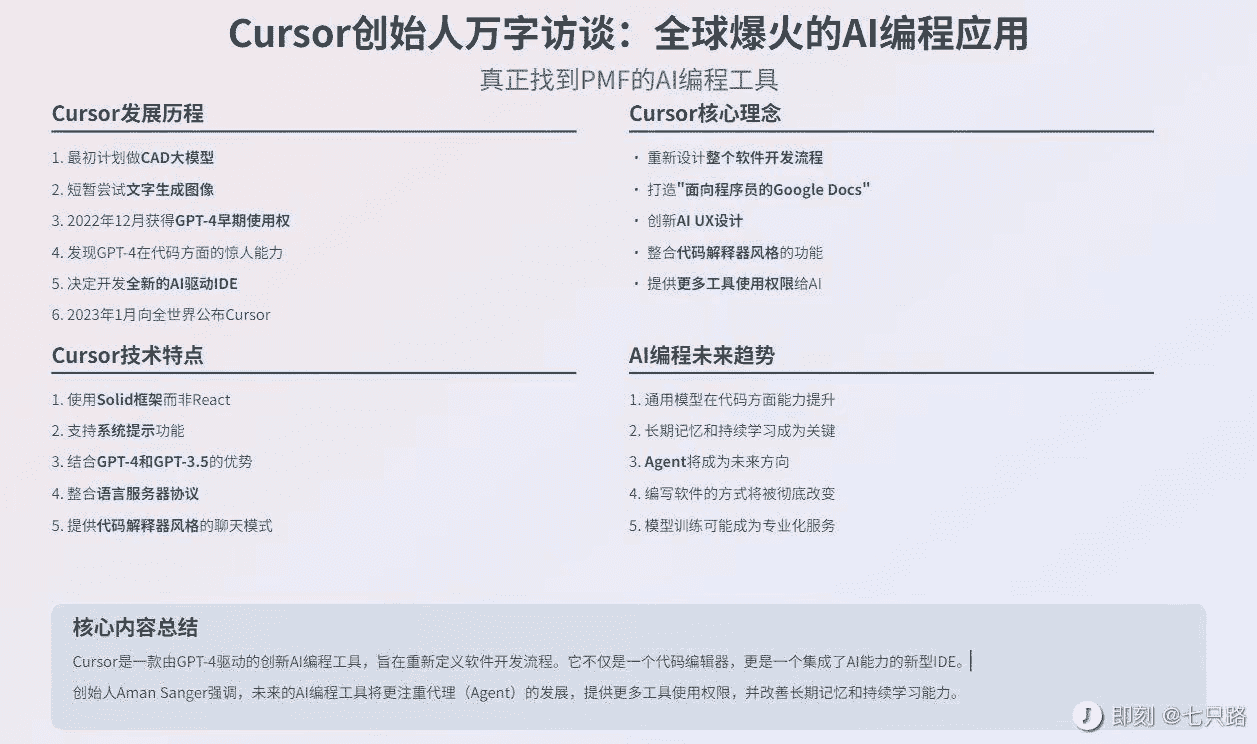 Cursor创始人万字访谈：全球爆火的AI编程应用
真正找到PMF的AI编程工具
Cursor发展历程
1. 最初计划做CAD大模型
2. 短暂尝试文字生成图像
3. 2022年12月获得GPT-4早期使用权
4. 发现GPT-4在代码方面的惊人能力
5. 决定开发全新的AI驱动IDE
6. 2023年1月向全世界公布Cursor
Cursor核心理念
· 重新设计整个软件开发流程
· 打造"面向程序员的Google Docs"
· 创新AI UX设计
· 整合代码解释器风格的功能
· 提供更多工具使用权限给AI
Cursor技术特点
1. 使用Solid框架而非React
2. 支持系统提示功能
3. 结合GPT-4和GPT-3.5的优势
4. 整合语言服务器协议
5. 提供代码解释器风格的聊天模式
AI编程未来趋势
1. 通用模型在代码方面能力提升
2. 长期记忆和持续学习成为关键
3. Agent将成为未来方向
4. 编写软件的方式将被彻底改变
5. 模型训练可能成为专业化服务
核心内容总结
Cursor是一款由GPT-4驱动的创新AI编程工具，旨在重新定义软件开发流程。它不仅是一个代码编辑器，更是一个集成了AI能力的新型IDE。
创始人Aman Sanger强调，未来的AI编程工具将更注重代理（Agent）的发展，提供更多工具使用权限，并改善长期记忆和持续学习能力。
J 即刻 @七只路